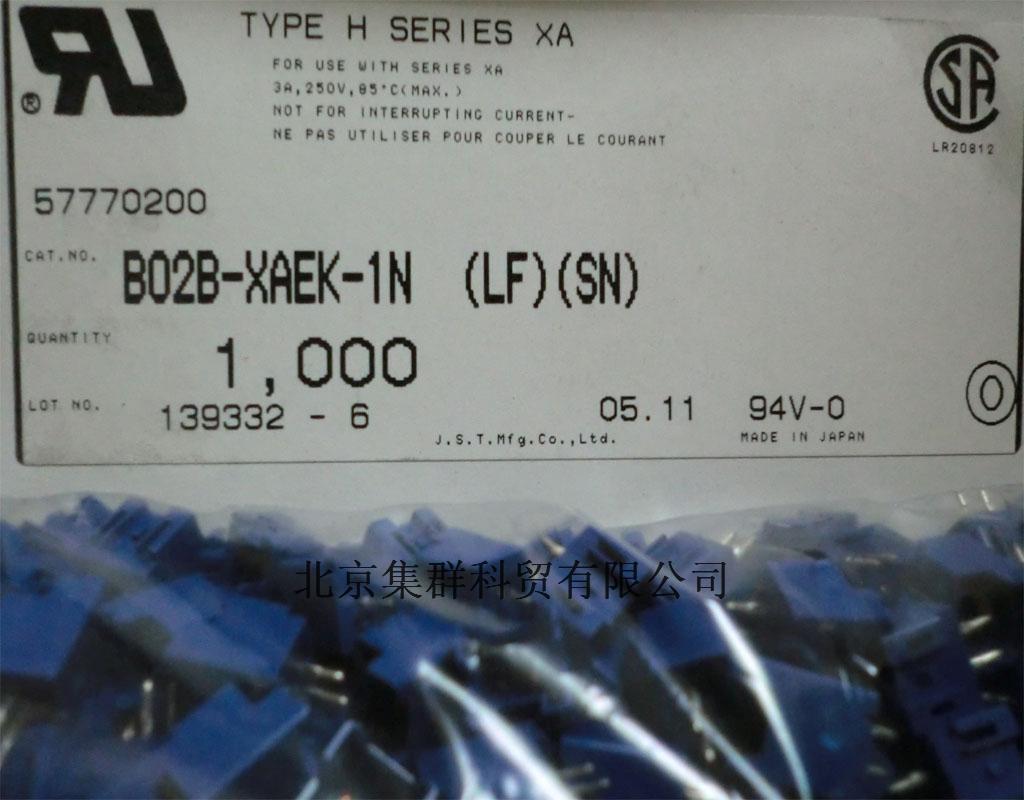 TYPE H SERIES XA
FOR USE WITH SERIES XA
3A,250V,85°C(MAX.)
NOT FOR INTERRUPTING CURRENT-
NE PAS UTILISER POUR COUPER LE COURANT
®
SA
LR20812
57770200
CAT.NO. B02B-XAEK-1N (LF)(SN)
QUANTITY 1,000
LOT NO. 139332 - 6
05.11 94V-0
J.S.T.Mfg.Co.,Ltd. MADE IN JAPAN
O
北京集群科贸有限公司